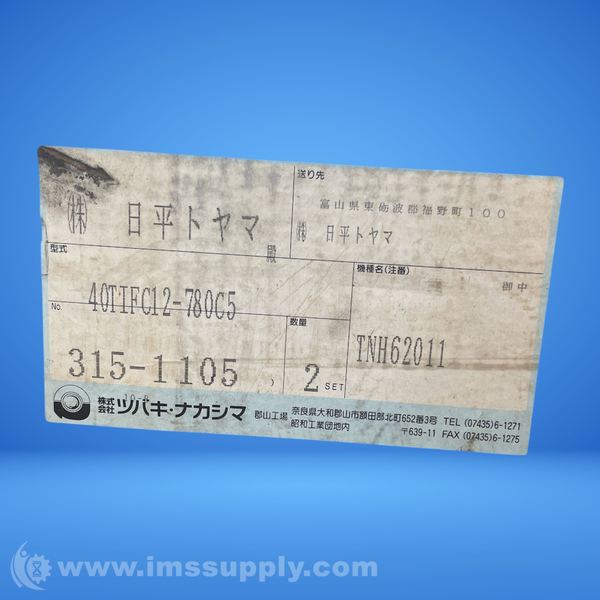 ㈱ 日平トヤマ 殿
送り先
富山県東砺波郡福野町100
㈱ 日平トヤマ
御中
型式
40TIFC12-780C5
機種名(注番)
TNH62011
No.
315-1105 )
数量
2 SET
株式会社 ツバキ・ナカシマ
郡山工場 奈良県大和郡山市額田部北町652番3号 TEL (07435)6-1271
昭和工業団地内 〒639-11 FAX (07435)6-1275
www.imssupply.com